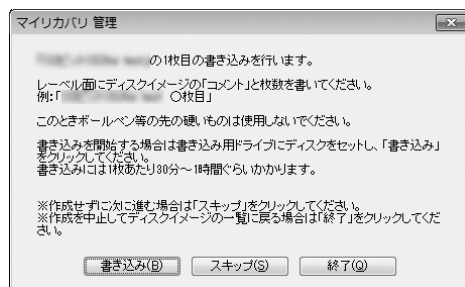 マイリカバリ 管理
の1枚目の書き込みを行います。
レーベル面にディスクイメージの「コメント」と枚数を書いてください。
例:「 〇枚目」
このときボールペン等の先の硬いものは使用しないでください。
書き込みを開始する場合は書き込み用ドライブにディスクをセットし、「書き込み」
をクリックしてください。
書き込みには1枚あたり30分～1時間ぐらいかかります。
※作成せずに次に進む場合は「スキップ」をクリックしてください。
※作成を中止してディスクイメージの一覧に戻る場合は「終了」をクリックしてくだ
さい。
書き込み(B) スキップ(S) 終了(Q)